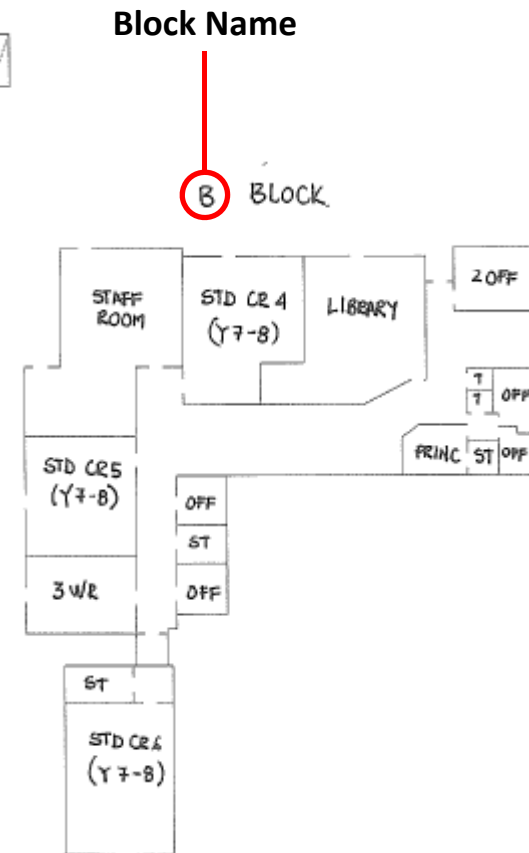 Block Name
B BLOCK
STAFF
ROOM
STD CR 4
(Y7-8)
LIBRARY
2 OFF
T
T
OFF
PRINC
ST
OFF
STD CR5
(Y7-8)
OFF
ST
OFF
3 WR
ST
STD CR6
(Y7-8)